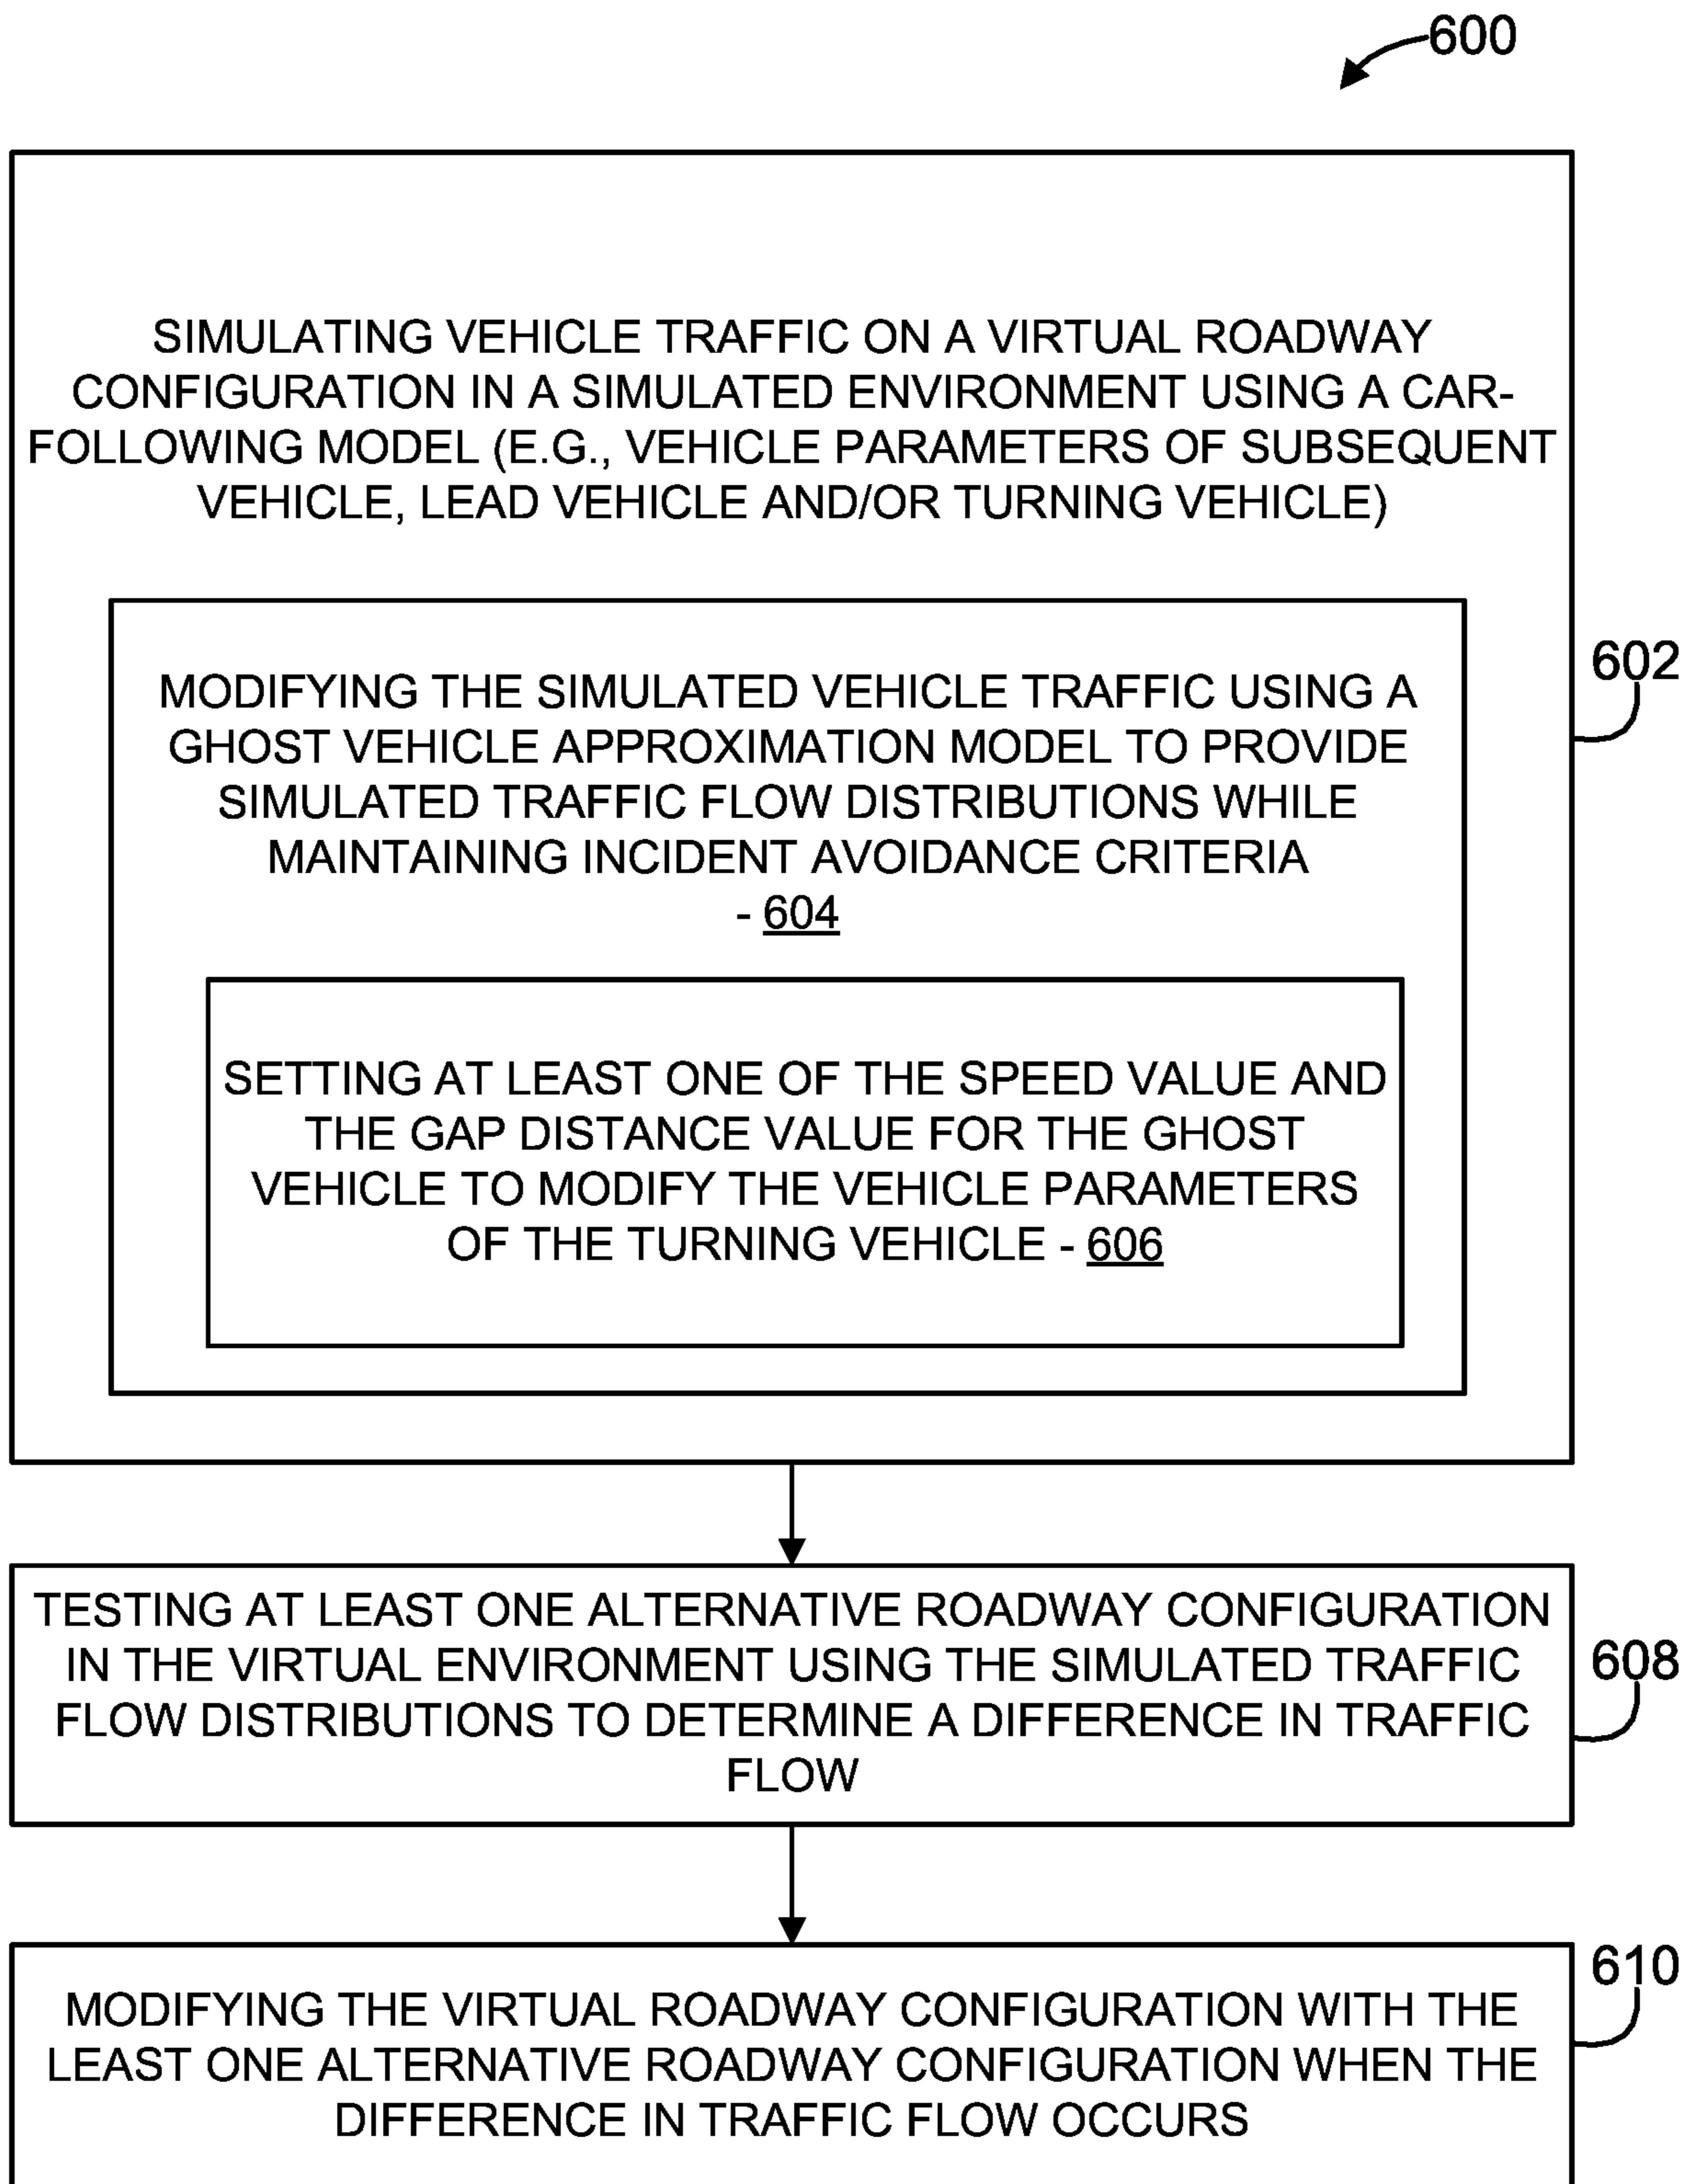 600
SIMULATING VEHICLE TRAFFIC ON A VIRTUAL ROADWAY
CONFIGURATION IN A SIMULATED ENVIRONMENT USING A CAR-
FOLLOWING MODEL (E.G., VEHICLE PARAMETERS OF SUBSEQUENT
VEHICLE, LEAD VEHICLE AND/OR TURNING VEHICLE)
602
MODIFYING THE SIMULATED VEHICLE TRAFFIC USING A
GHOST VEHICLE APPROXIMATION MODEL TO PROVIDE
SIMULATED TRAFFIC FLOW DISTRIBUTIONS WHILE
MAINTAINING INCIDENT AVOIDANCE CRITERIA
- 604
SETTING AT LEAST ONE OF THE SPEED VALUE AND
THE GAP DISTANCE VALUE FOR THE GHOST
VEHICLE TO MODIFY THE VEHICLE PARAMETERS
OF THE TURNING VEHICLE - 606
TESTING AT LEAST ONE ALTERNATIVE ROADWAY CONFIGURATION
IN THE VIRTUAL ENVIRONMENT USING THE SIMULATED TRAFFIC
FLOW DISTRIBUTIONS TO DETERMINE A DIFFERENCE IN TRAFFIC
FLOW
608
MODIFYING THE VIRTUAL ROADWAY CONFIGURATION WITH THE
LEAST ONE ALTERNATIVE ROADWAY CONFIGURATION WHEN THE
DIFFERENCE IN TRAFFIC FLOW OCCURS
610